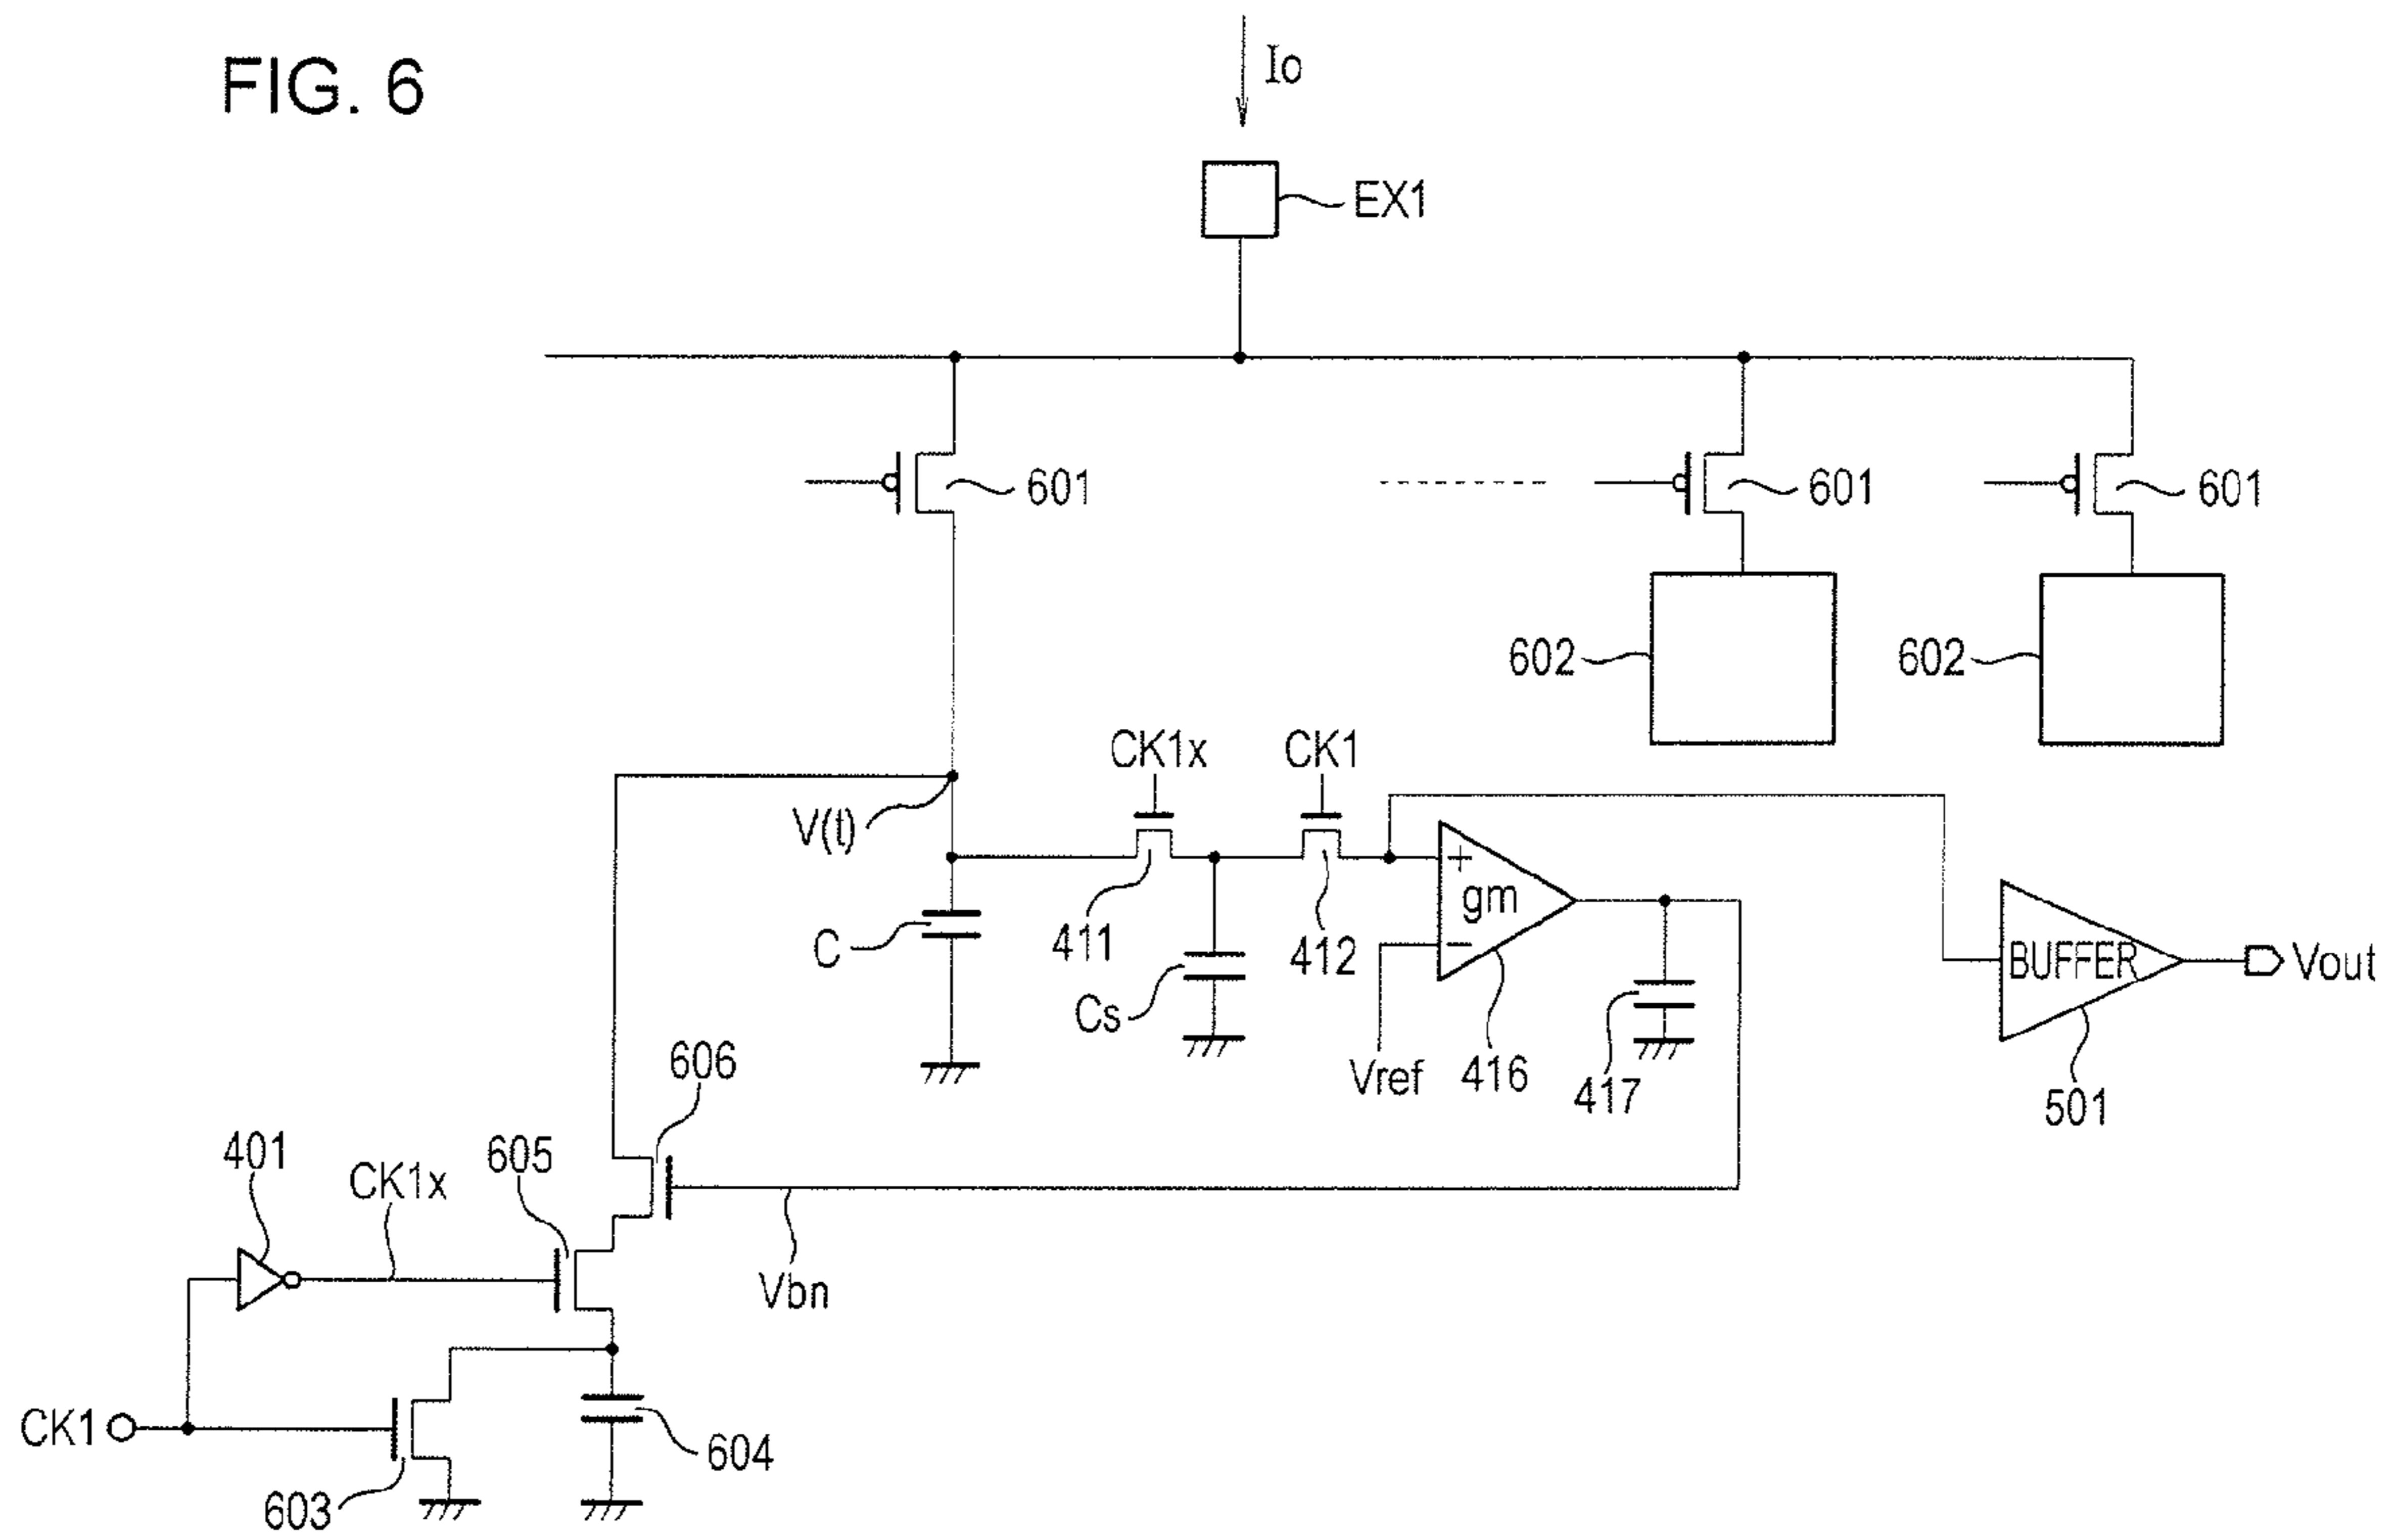 FIG. 6
Io
EX1
601
601
601
602
602
CK1x
CK1
V(t)
+
gm
−
C
411
412
Cs
BUFFER
Vout
Vref
416
417
501
606
401
CK1x
605
Vbn
CK1
604
603